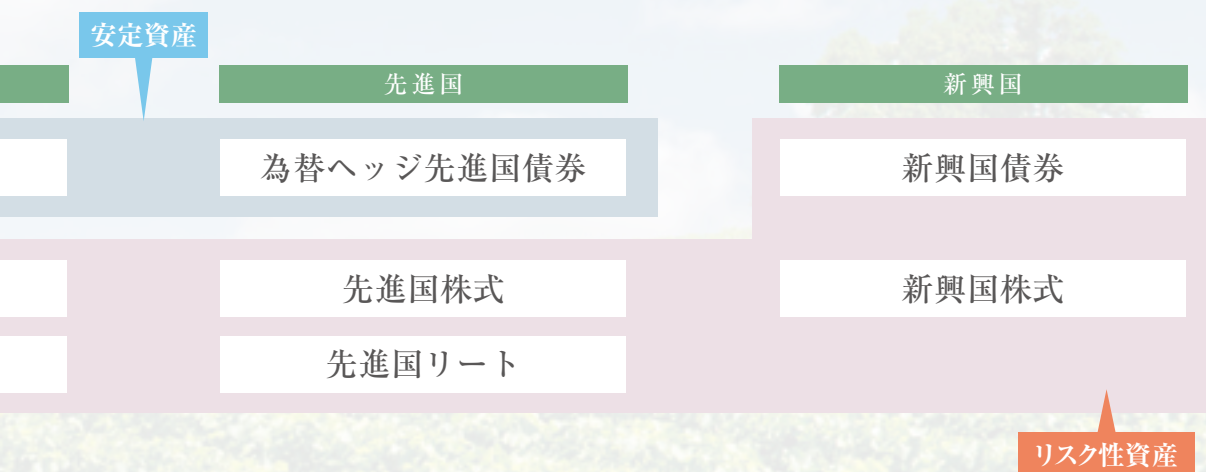 安定資産
先進国
新興国
為替ヘッジ先進国債券
新興国債券
先進国株式
新興国株式
先進国リート
リスク性資産